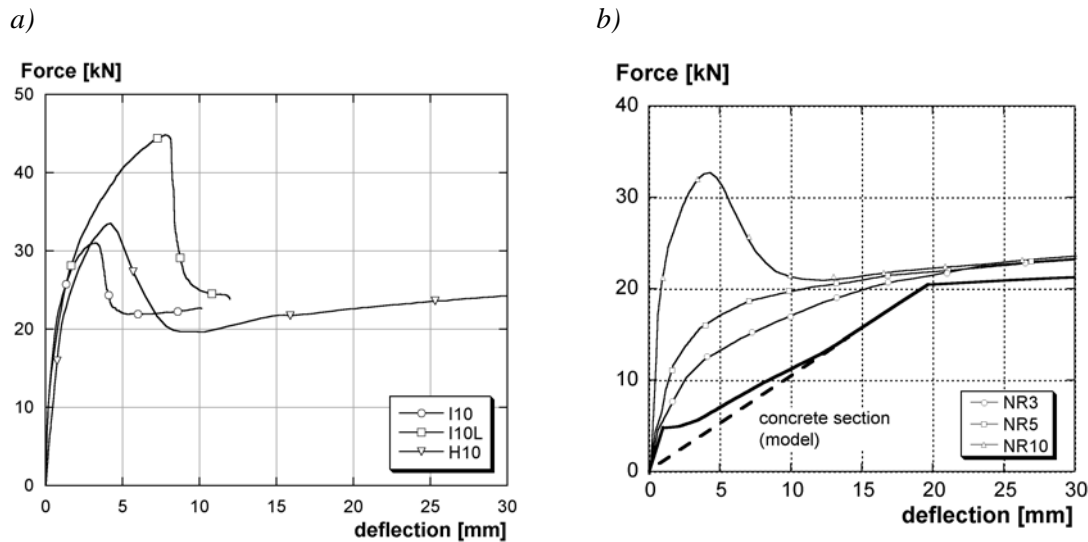 a)
Force [kN]
50
40
30
20
10
0
0 5 10 15 20 25 30
deflection [mm]
I10
I10L
H10
b)
Force [kN]
40
30
20
10
0
0 5 10 15 20 25 30
deflection [mm]
concrete section
(model)
NR3
NR5
NR10